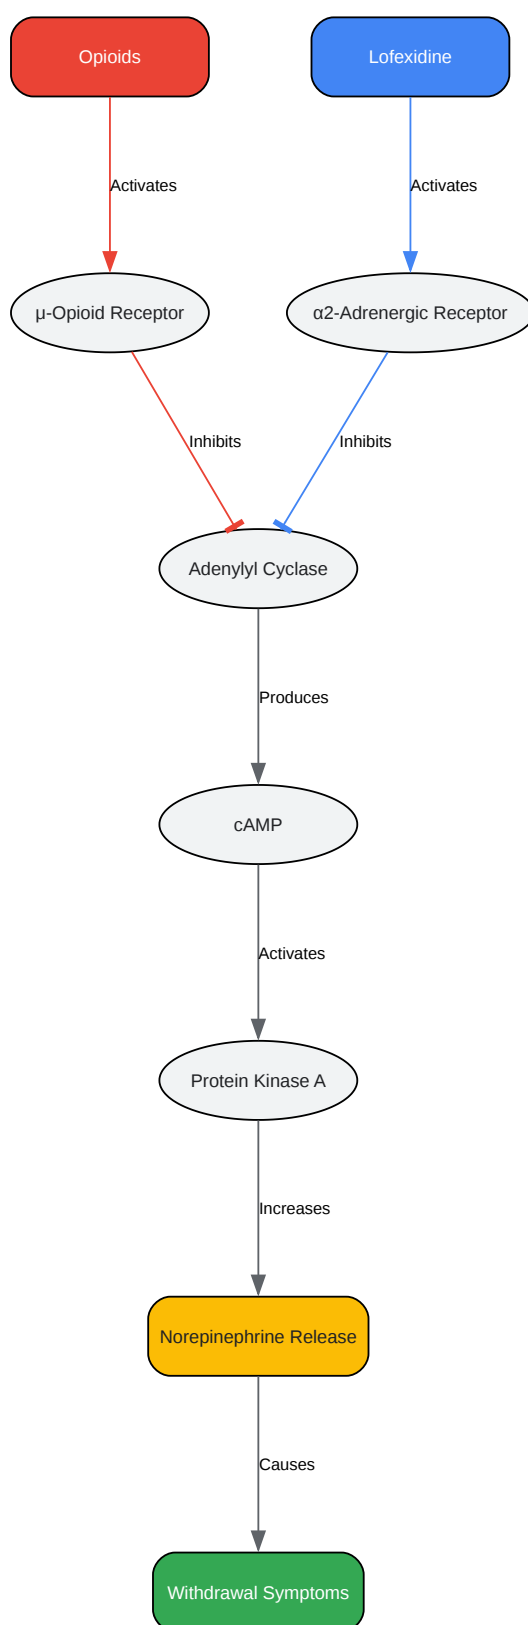 Opioids
Lofexidine
Activates
Activates
μ-Opioid Receptor
α2-Adrenergic Receptor
Inhibits
Inhibits
Adenylyl Cyclase
Produces
cAMP
Activates
Protein Kinase A
Increases
Norepinephrine Release
Causes
Withdrawal Symptoms